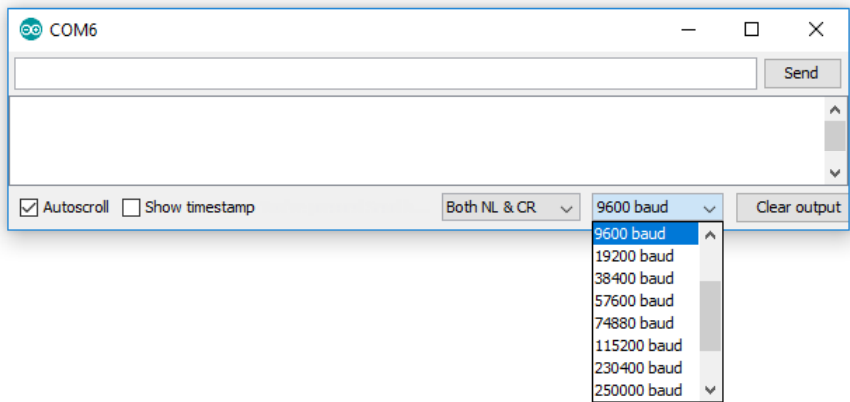 COM6
Send
Autoscroll Show timestamp Both NL & CR 9600 baud Clear output
9600 baud
19200 baud
38400 baud
57600 baud
74880 baud
115200 baud
230400 baud
250000 baud